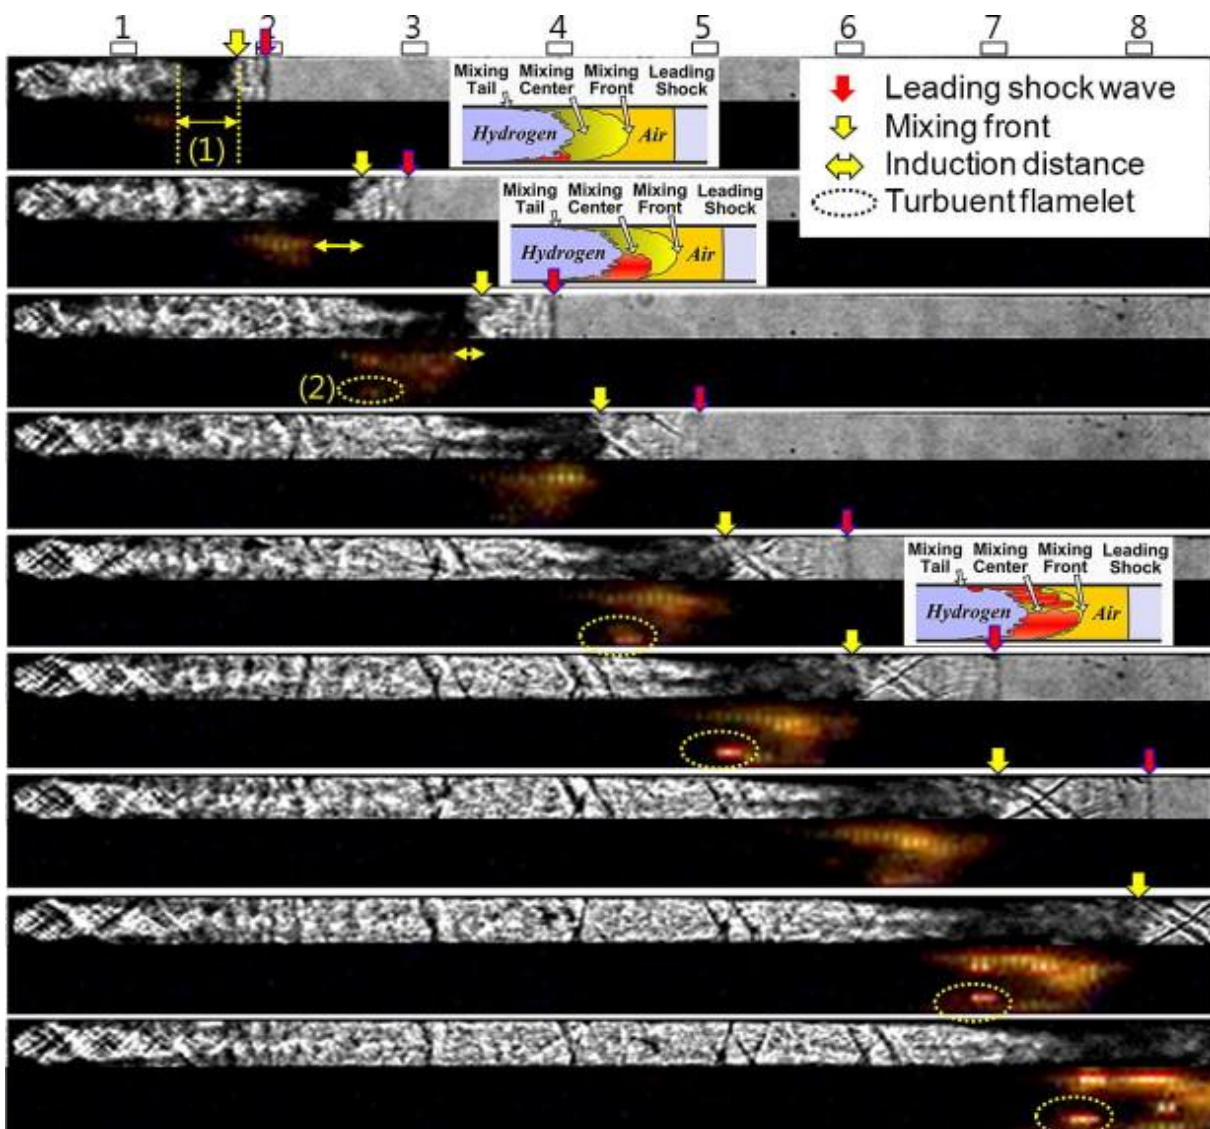 1 2 3 4 5 6 7 8
Leading shock wave
Mixing front
Induction distance
Turbuent flamelet
Mixing Mixing Mixing Leading
Tail Center Front Shock
Hydrogen Air
(1)
Mixing Mixing Mixing Leading
Tail Center Front Shock
Hydrogen Air
(2)
Mixing Mixing Mixing Leading
Tail Center Front Shock
Hydrogen Air